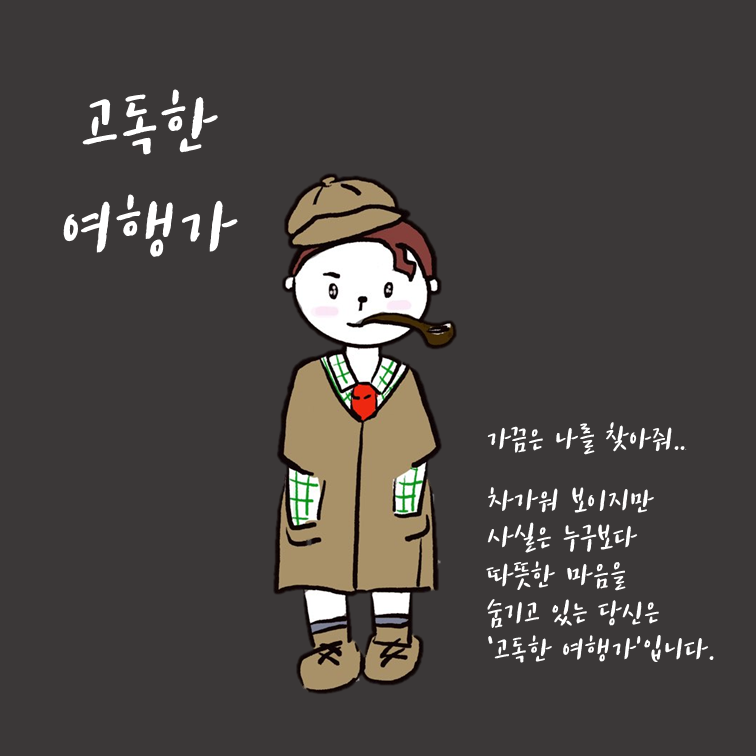 고독한
여행가
가끔은 나를 찾아줘..
차가워 보이지만
사실은 누구보다
따뜻한 마음을
숨기고 있는 당신은
'고독한 여행가'입니다.